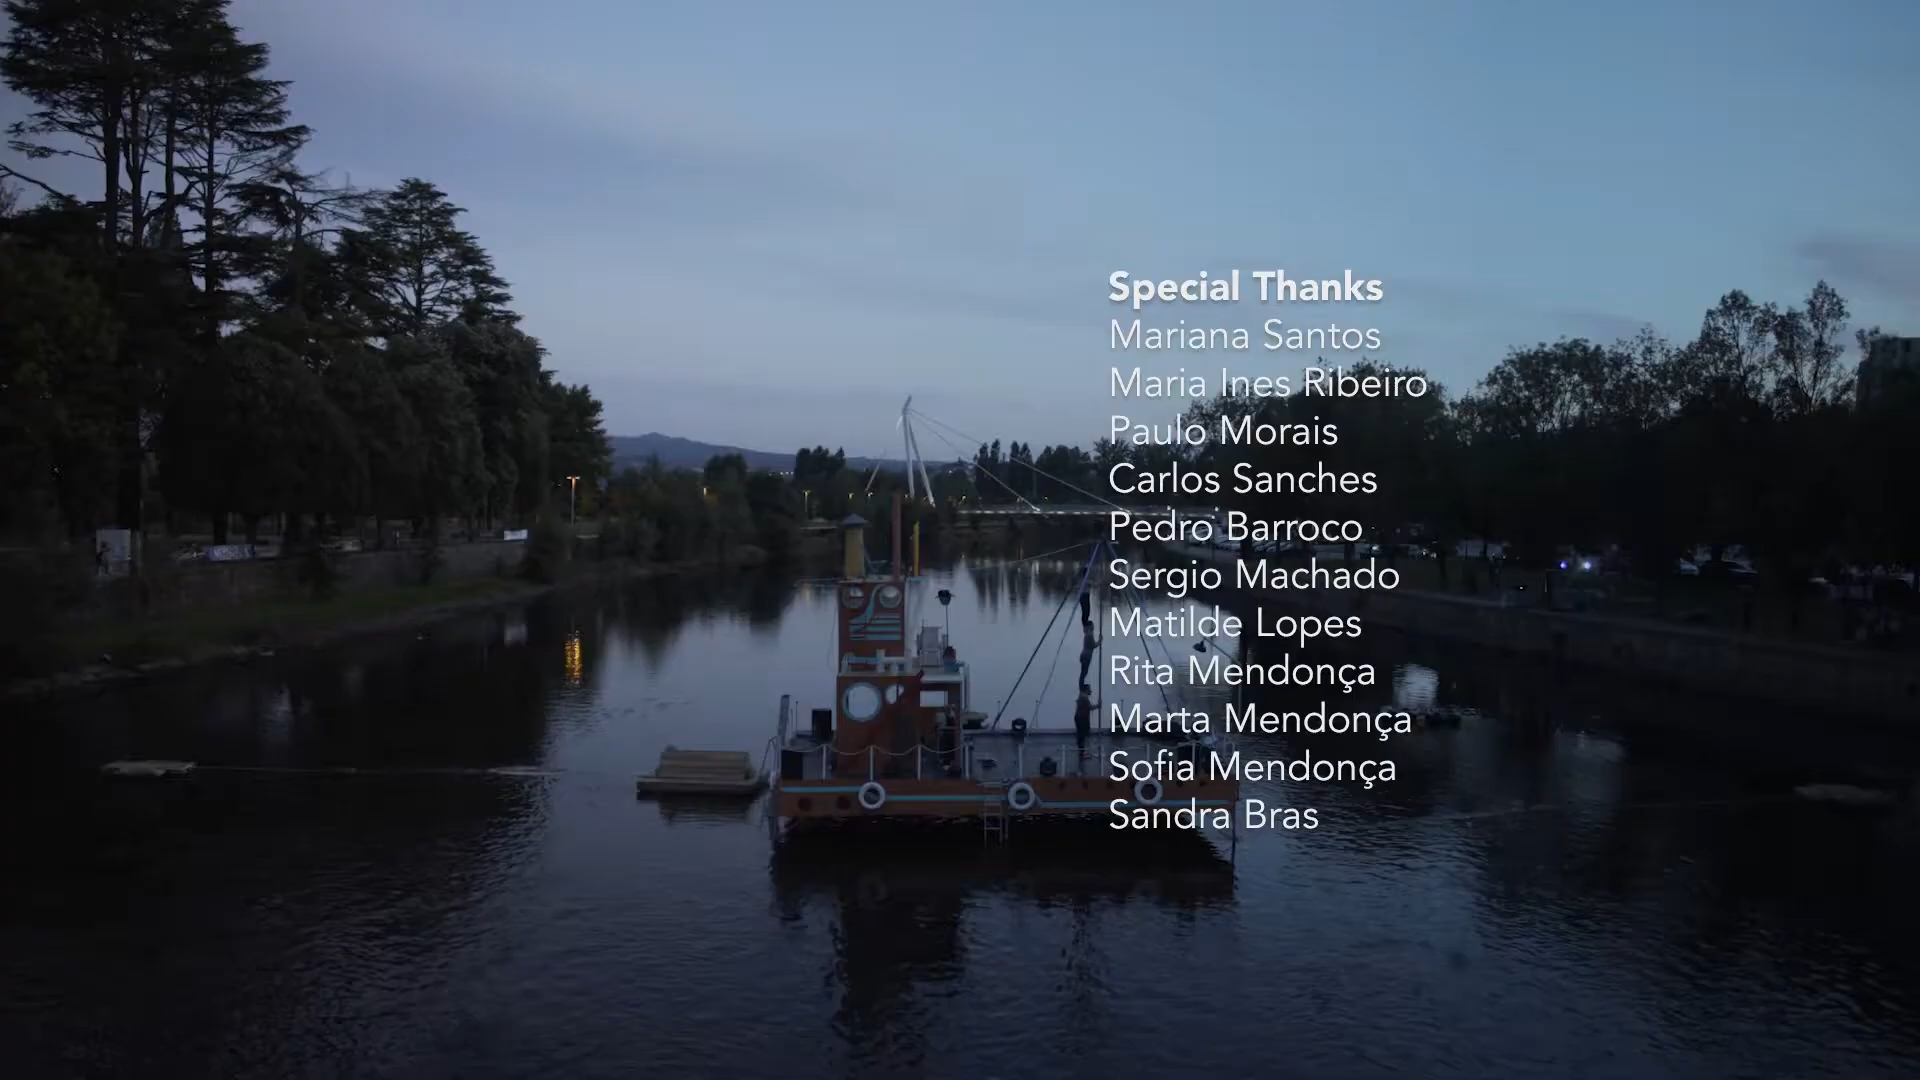 Special Thanks
Mariana Santos
Maria Ines Ribeiro
Paulo Morais
Carlos Sanches
Pedro Barroco
Sergio Machado
Matilde Lopes
Rita Mendonça
Marta Mendonça
Sofia Mendonça
Sandra Bras